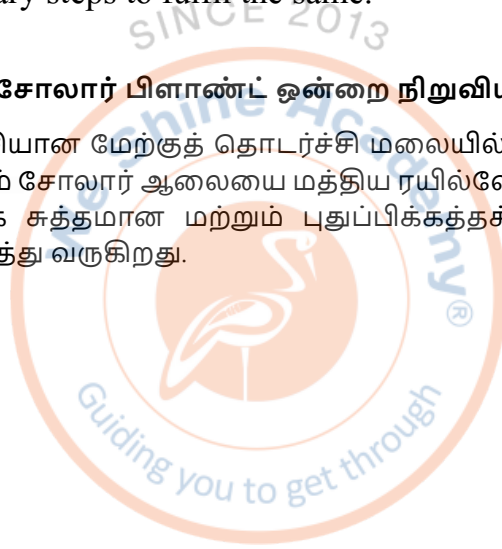 ary steps to fulfil the same.
SINCE 2013
சோலார் பிளாண்ட் ஒன்றை நிறுவிய
We Shine Academy®
யான மேற்குத் தொடர்ச்சி மலையில்
ம் சோலார் ஆலையை மத்திய ரயில்வே
க சுத்தமான மற்றும் புதுப்பிக்கத்தக்
த்து வருகிறது.
Guiding you to get through